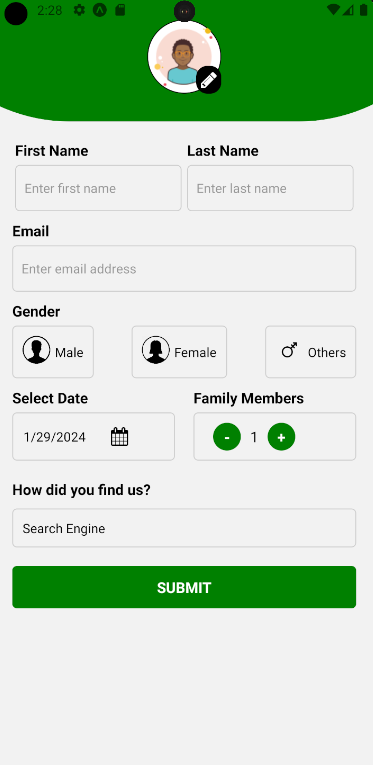 2:28
First Name Last Name
Enter first name Enter last name
Email
Enter email address
Gender
Male Female Others
Select Date Family Members
1/29/2024 - 1 +
How did you find us?
Search Engine
SUBMIT